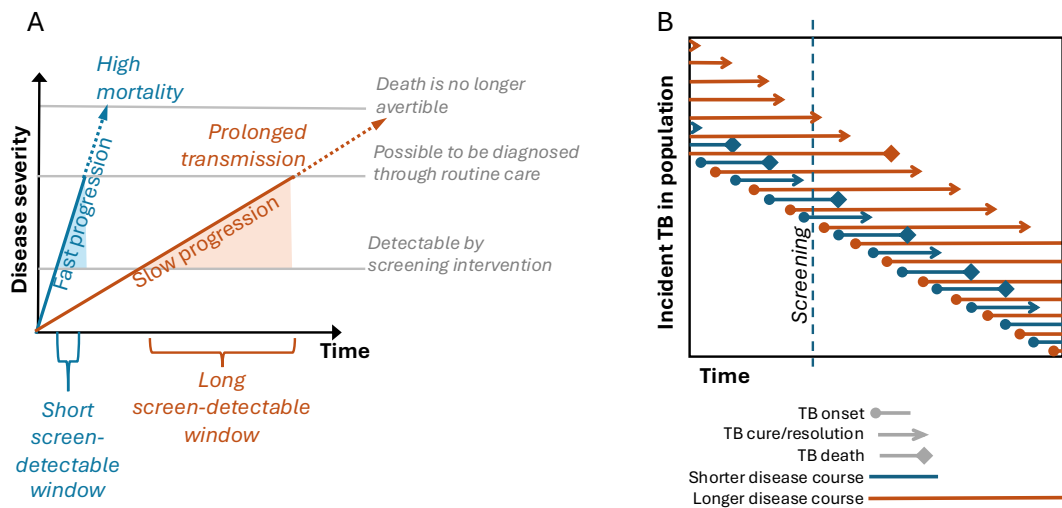 A
High
mortality
Death is no longer
avertible
Prolonged
transmission
Possible to be diagnosed
through routine care
Disease severity
Fast progression
Slow progression
Detectable by
screening intervention
Time
Short
screen-
detectable
window
Long
screen-detectable
window
B
Incident TB in population
Screening
Time
TB onset
TB cure/resolution
TB death
Shorter disease course
Longer disease course